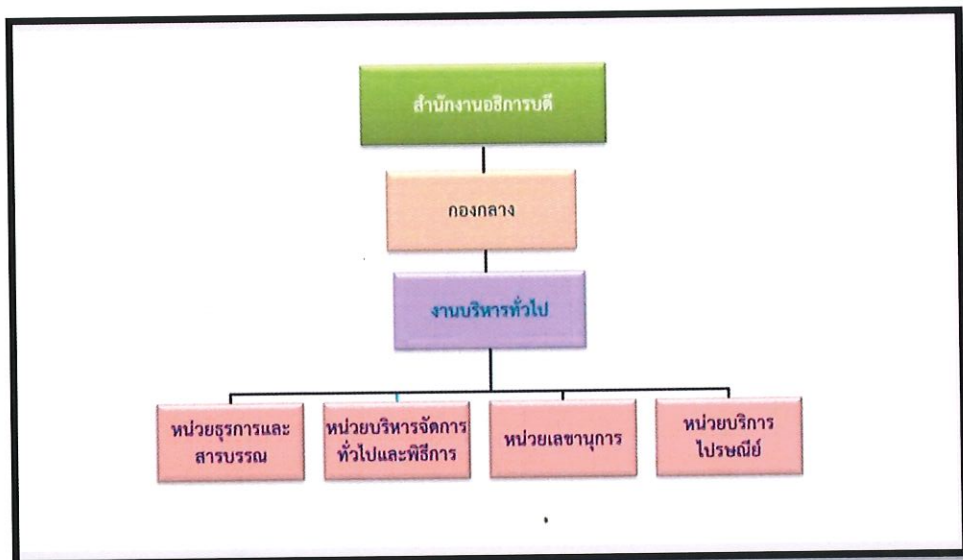 สำนักงานอธิการบดี
กองกลาง
งานบริหารทั่วไป
หน่วยธุรการและ
สารบรรณ
หน่วยบริหารจัดการ
ทั่วไปและพิธีการ
หน่วยเลขานุการ
หน่วยบริการ
ไปรษณีย์